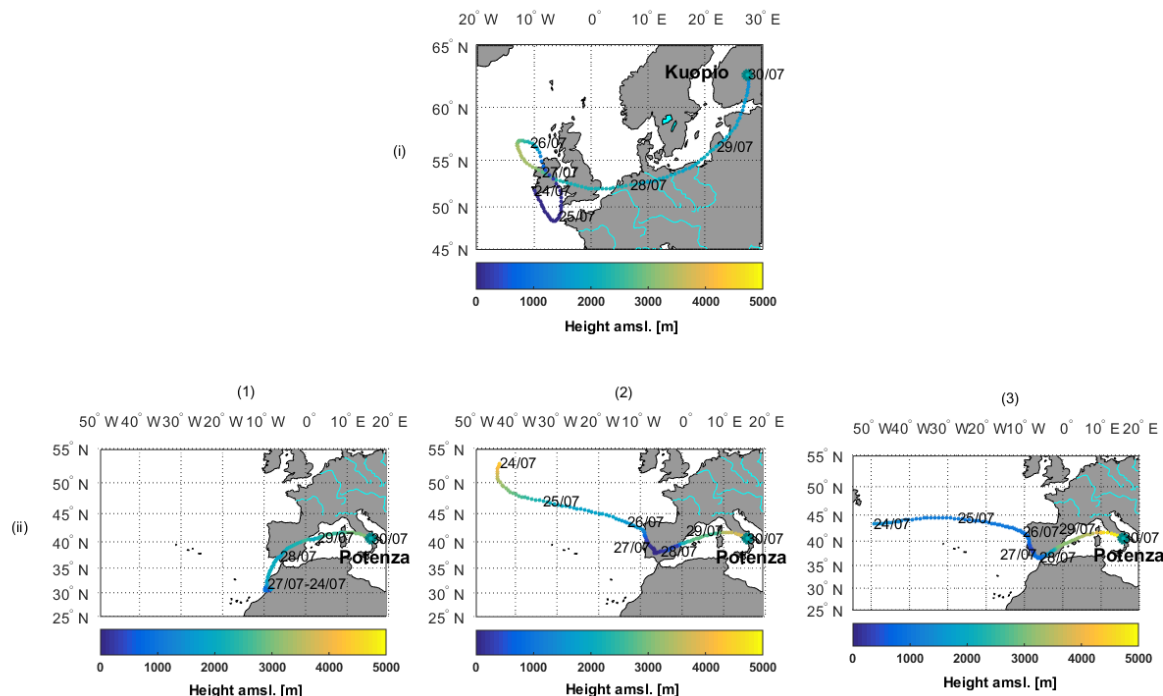 20° W 10° W 0° E 10° E 20° E 30° E
65° N
Kuopio 30/07
60° N
(i)
26/07
29/07
55° N
27/07
28/07
24/07
50° N
25/07
45° N
0 1000 2000 3000 4000 5000
Height amsl. [m]
(1)
50° W 40° W 30° W 20° W 10° W 0° E 10° E 20° E
55° N
50° N
45° N
(ii)
29/07
30/07
40° N
Potenza
28/07
35° N
27/07-24/07
30° N
25° N
0 1000 2000 3000 4000 5000
Height amsl. [m]
(2)
50° W 40° W 30° W 20° W 10° W 0° E 10° E 20° E
55° N
24/07
50° N
25/07
45° N
26/07
29/07
30/07
40° N
27/07
28/07
Potenza
35° N
30° N
25° N
0 1000 2000 3000 4000 5000
Height amsl. [m]
(3)
50° W 40° W 30° W 20° W 10° W 0° E 10° E 20° E
55° N
50° N
45° N
24/07
25/07
26/07
29/07
30/07
40° N
27/07
28/07
Potenza
35° N
30° N
25° N
0 1000 2000 3000 4000 5000
Height amsl. [m]